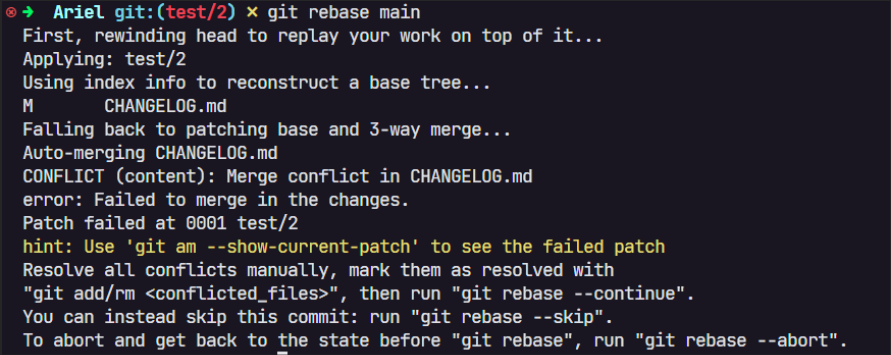 ➜ Ariel git:(test/2) ✗ git rebase main
First, rewinding head to replay your work on top of it...
Applying: test/2
Using index info to reconstruct a base tree...
M       CHANGELOG.md
Falling back to patching base and 3-way merge...
Auto-merging CHANGELOG.md
CONFLICT (content): Merge conflict in CHANGELOG.md
error: Failed to merge in the changes.
Patch failed at 0001 test/2
hint: Use 'git am --show-current-patch' to see the failed patch
Resolve all conflicts manually, mark them as resolved with
"git add/rm <conflicted_files>", then run "git rebase --continue".
You can instead skip this commit: run "git rebase --skip".
To abort and get back to the state before "git rebase", run "git rebase --abort".